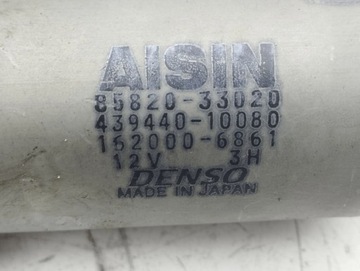 AISIN
85820-33020
439440-10080
162000-6861
12V 3H
DENSO
MADE IN JAPAN